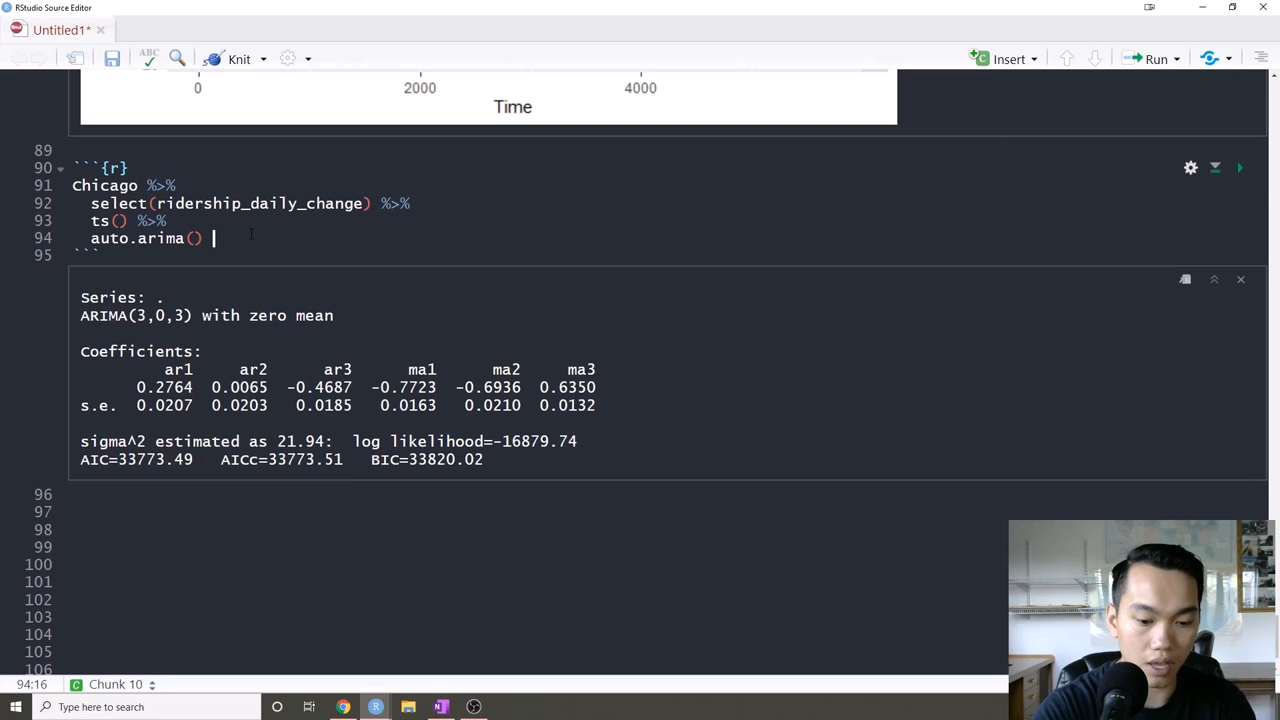 RStudio Source Editor
Untitled1*
ABC
Knit
Insert
Run
0 2000 4000
Time
89
90 ```{r}
91 Chicago %>%
92 select(ridership_daily_change) %>%
93 ts() %>%
94 auto.arima()
95 ```
Series: .
ARIMA(3,0,3) with zero mean
Coefficients:
ar1 ar2 ar3 ma1 ma2 ma3
0.2764 0.0065 -0.4687 -0.7723 -0.6936 0.6350
s.e. 0.0207 0.0203 0.0185 0.0163 0.0210 0.0132
sigma^2 estimated as 21.94: log likelihood=-16879.74
AIC=33773.49 AICc=33773.51 BIC=33820.02
96
97
98
99
100
101
102
103
104
105
106
94:16 C Chunk 10
Type here to search